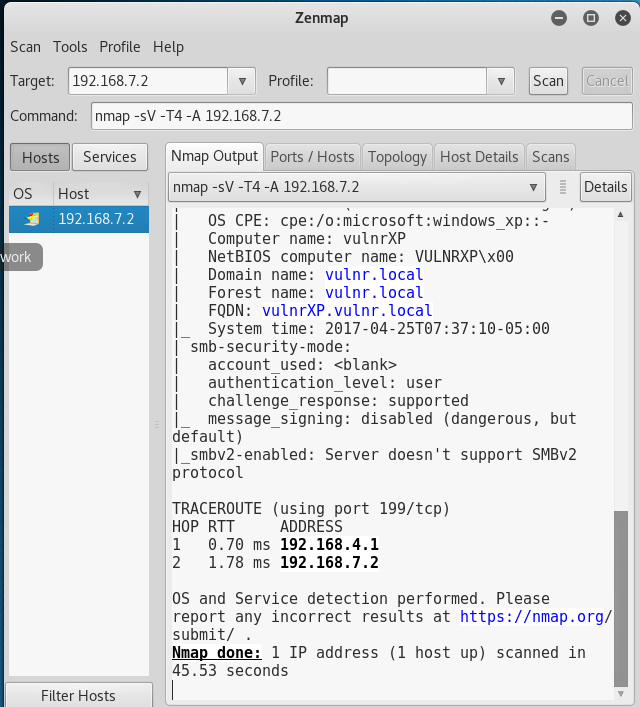 Zenmap
Scan Tools Profile Help
Target: 192.168.7.2 Profile: Scan Cancel
Command: nmap -sV -T4 -A 192.168.7.2
Hosts Services
Nmap Output Ports / Hosts Topology Host Details Scans
OS Host
nmap -sV -T4 -A 192.168.7.2 Details
192.168.7.2
work
| OS CPE: cpe:/o:microsoft:windows_xp::-
| Computer name: vulnrXP
| NetBIOS computer name: VULNRXP\x00
| Domain name: vulnr.local
| Forest name: vulnr.local
| FQDN: vulnrXP.vulnr.local
|_ System time: 2017-04-25T07:37:10-05:00
| smb-security-mode:
| account_used: <blank>
| authentication_level: user
| challenge_response: supported
|_ message_signing: disabled (dangerous, but
default)
|_smbv2-enabled: Server doesn't support SMBv2
protocol
TRACEROUTE (using port 199/tcp)
HOP RTT ADDRESS
1 0.70 ms 192.168.4.1
2 1.78 ms 192.168.7.2
OS and Service detection performed. Please
report any incorrect results at https://nmap.org/
submit/ .
Nmap done: 1 IP address (1 host up) scanned in
45.53 seconds
Filter Hosts